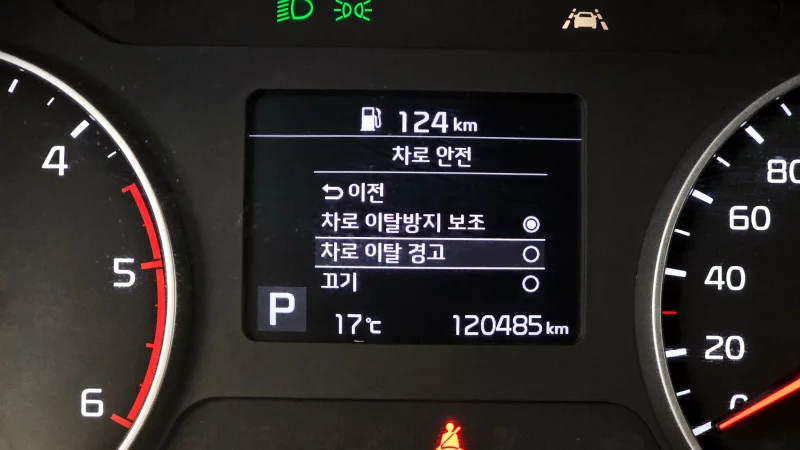 124 km
차로 안전
이전
차로 이탈방지 보조
차로 이탈 경고
끄기
P
17℃
120485 km
4
5
6
80
60
40
20
0